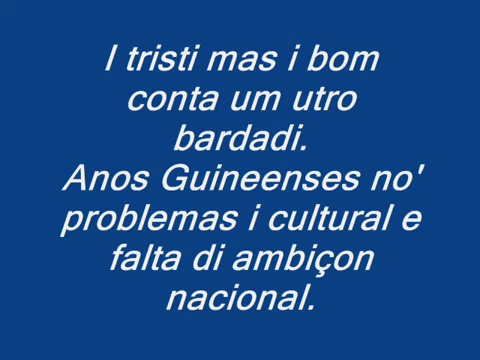 I tristi mas i bom
conta um utro
bardadi.
Anos Guineenses no'
problemas i cultural e
falta di ambiçon
nacional.